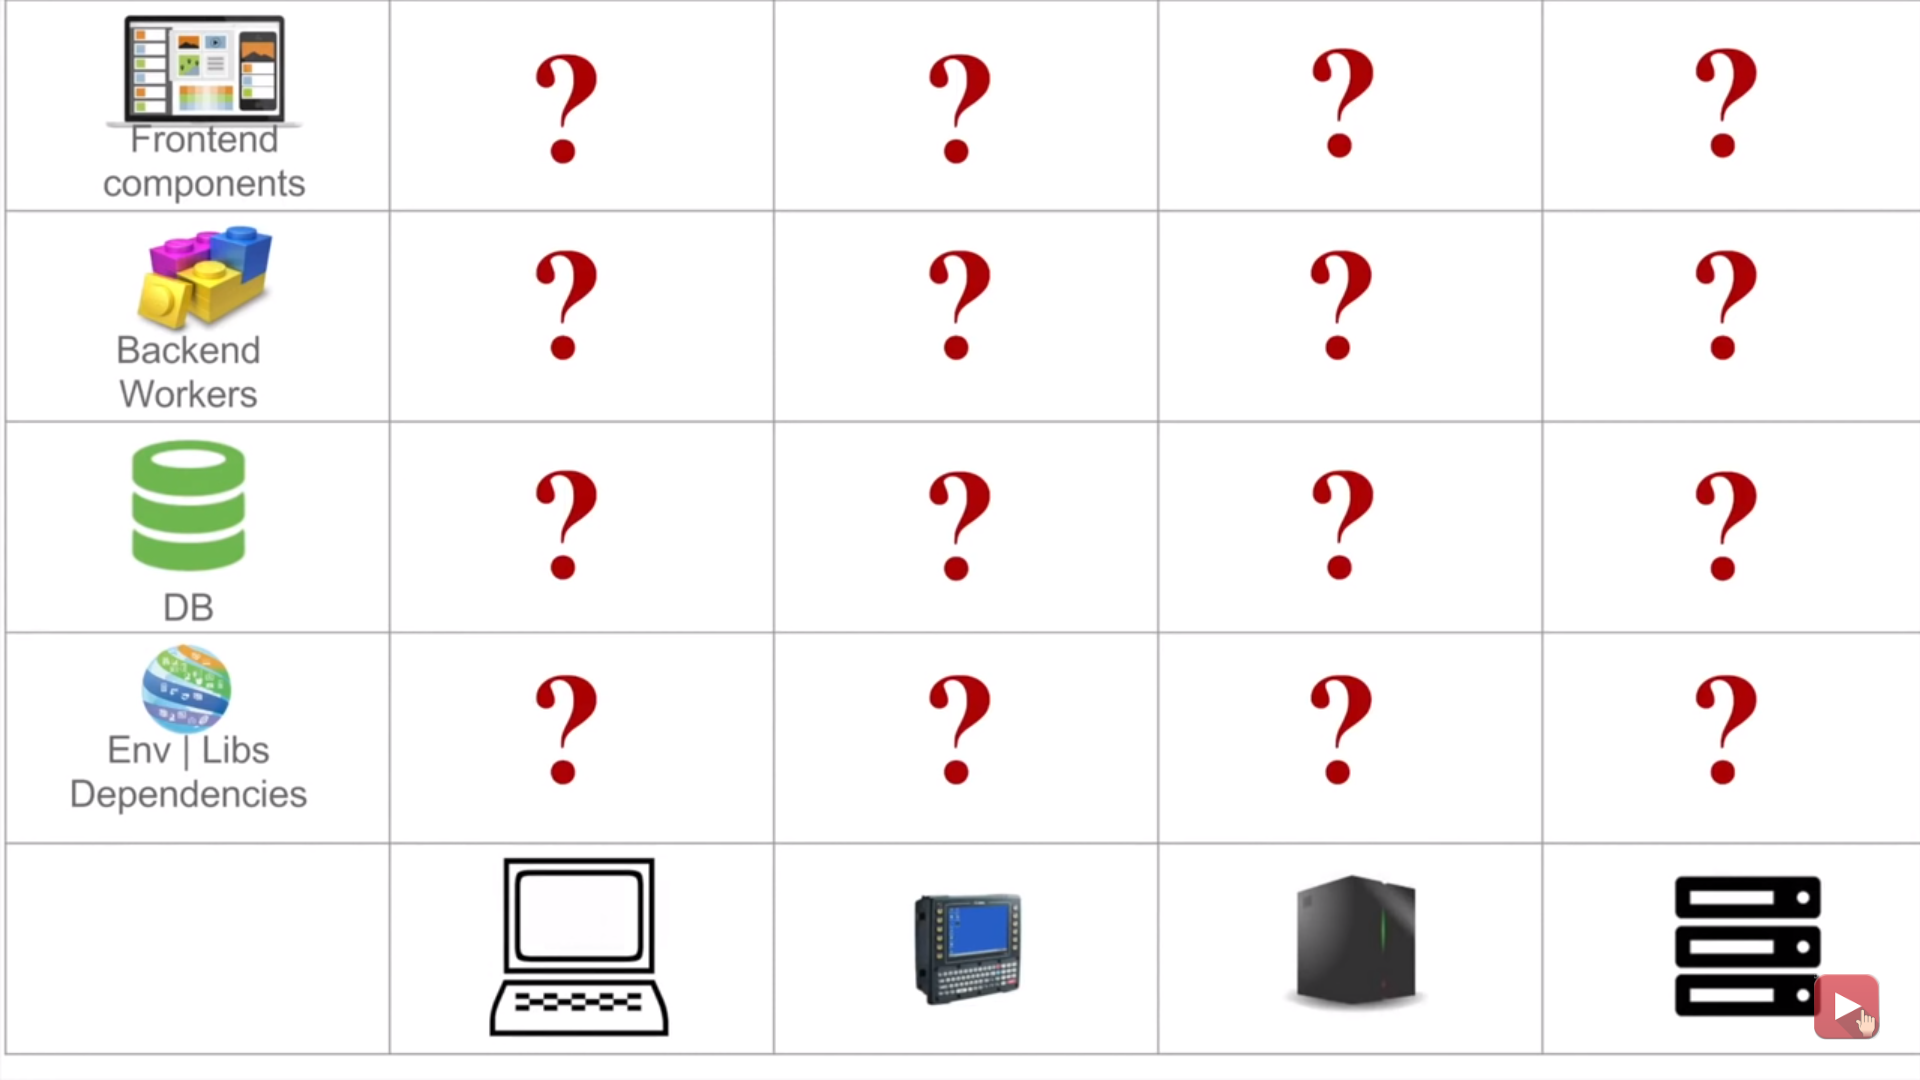 Frontend
components
?
?
?
?
Backend
Workers
?
?
?
?
DB
?
?
?
?
Env | Libs
Dependencies
?
?
?
?